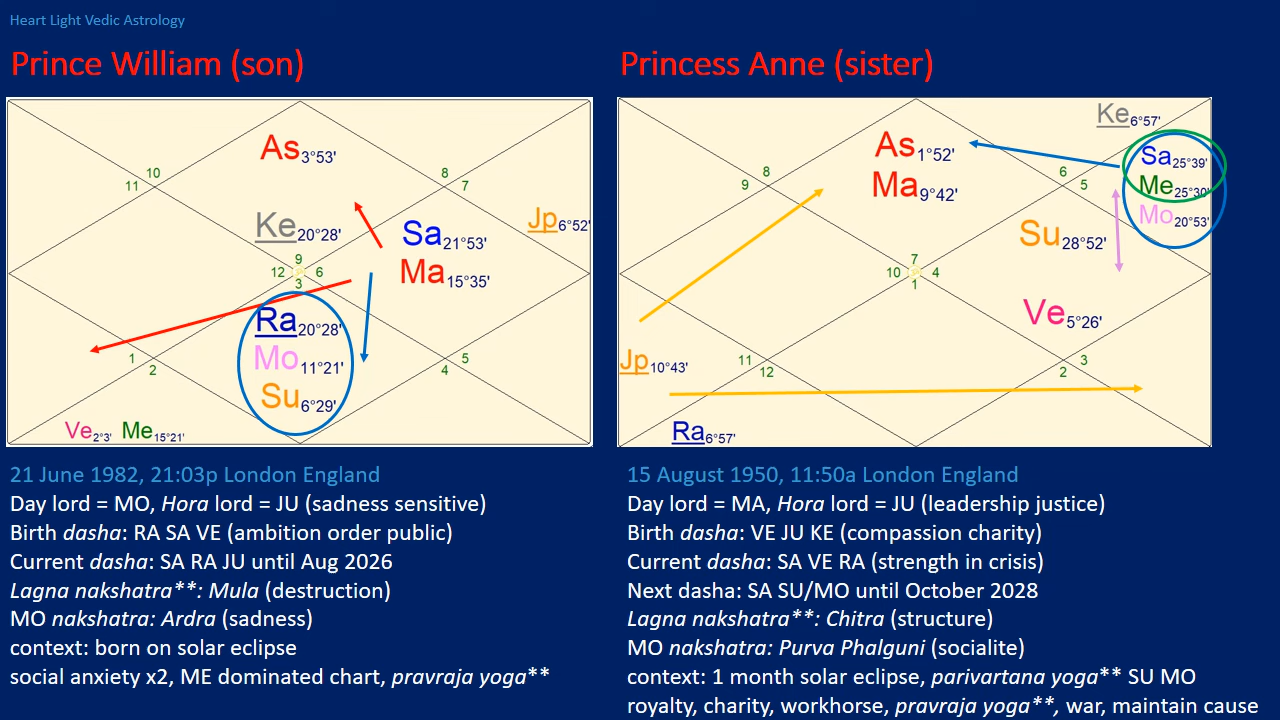 Heart Light Vedic Astrology
Prince William (son)
As3°53'
10
11
8
7
Ke20°28'
Sa21°53'
Jp6°52'
Ma15°35'
9
12 6
3
Ra20°28'
Mo11°21'
Su6°29'
1
2
5
4
Ve2°3' Me15°21'
21 June 1982, 21:03p London England
Day lord = MO, Hora lord = JU (sadness sensitive)
Birth dasha: RA SA VE (ambition order public)
Current dasha: SA RA JU until Aug 2026
Lagna nakshatra**: Mula (destruction)
MO nakshatra: Ardra (sadness)
context: born on solar eclipse
social anxiety x2, ME dominated chart, pravraja yoga**
Princess Anne (sister)
Ke6°57'
As1°52'
Ma9°42'
Sa25°39'
Me25°30'
Mo20°53'
8
9
6
5
Su28°52'
7
10 4
1
Ve5°26'
Jp10°43'
11
12
3
2
Ra6°57'
15 August 1950, 11:50a London England
Day lord = MA, Hora lord = JU (leadership justice)
Birth dasha: VE JU KE (compassion charity)
Current dasha: SA VE RA (strength in crisis)
Next dasha: SA SU/MO until October 2028
Lagna nakshatra**: Chitra (structure)
MO nakshatra: Purva Phalguni (socialite)
context: 1 month solar eclipse, parivartana yoga** SU MO
royalty, charity, workhorse, pravraja yoga**, war, maintain cause